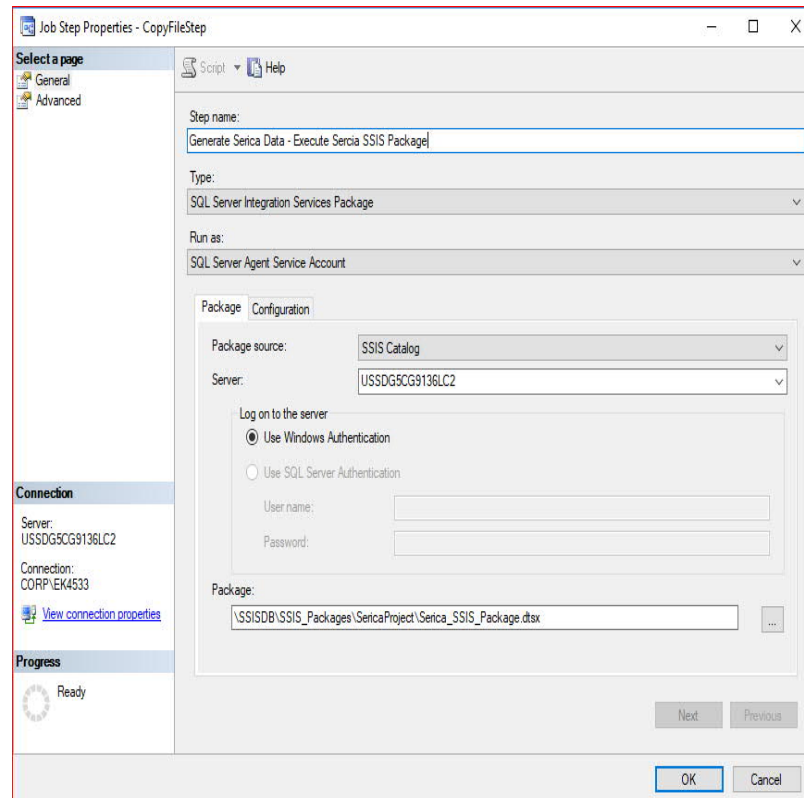 Job Step Properties - CopyFileStep
Select a page
General
Advanced
Script
Help
Step name:
Generate Serica Data - Execute Sercia SSIS Package
Type:
SQL Server Integration Services Package
Run as:
SQL Server Agent Service Account
Package
Configuration
Package source:
SSIS Catalog
Server:
USSDG5CG9136LC2
Log on to the server
Use Windows Authentication
Use SQL Server Authentication
User name:
Password:
Package:
\SSISDB\SSIS_Packages\SericaProject\Serica_SSIS_Package.dtsx
...
Connection
Server:
USSDG5CG9136LC2
Connection:
CORP\EK4533
View connection properties
Progress
Ready
Next
Previous
OK
Cancel